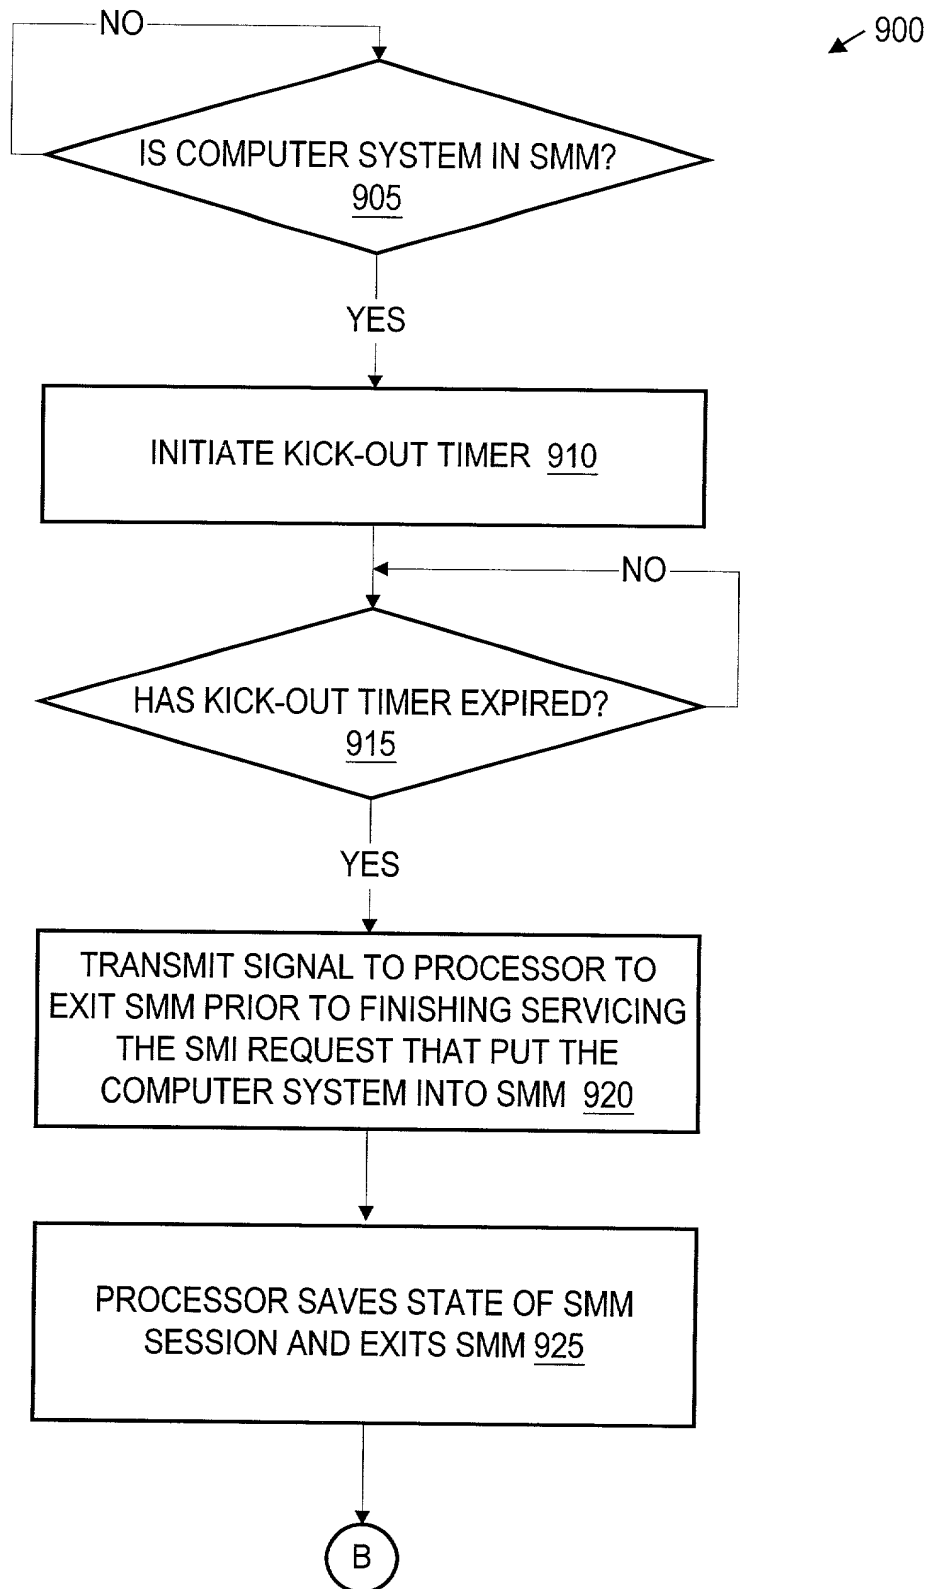 NO
900
IS COMPUTER SYSTEM IN SMM?
905
YES
INITIATE KICK-OUT TIMER 910
NO
HAS KICK-OUT TIMER EXPIRED?
915
YES
TRANSMIT SIGNAL TO PROCESSOR TO
EXIT SMM PRIOR TO FINISHING SERVICING
THE SMI REQUEST THAT PUT THE
COMPUTER SYSTEM INTO SMM 920
PROCESSOR SAVES STATE OF SMM
SESSION AND EXITS SMM 925
B